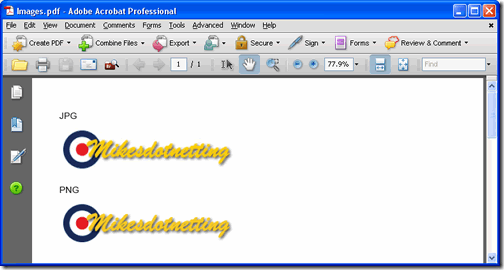 Images.pdf - Adobe Acrobat Professional
File Edit View Document Comments Forms Tools Advanced Window Help
Create PDF Combine Files Export Secure Sign Forms Review & Comment
1 / 1 77.9% Find
JPG
Mikesdotnetting
PNG
Mikesdotnetting